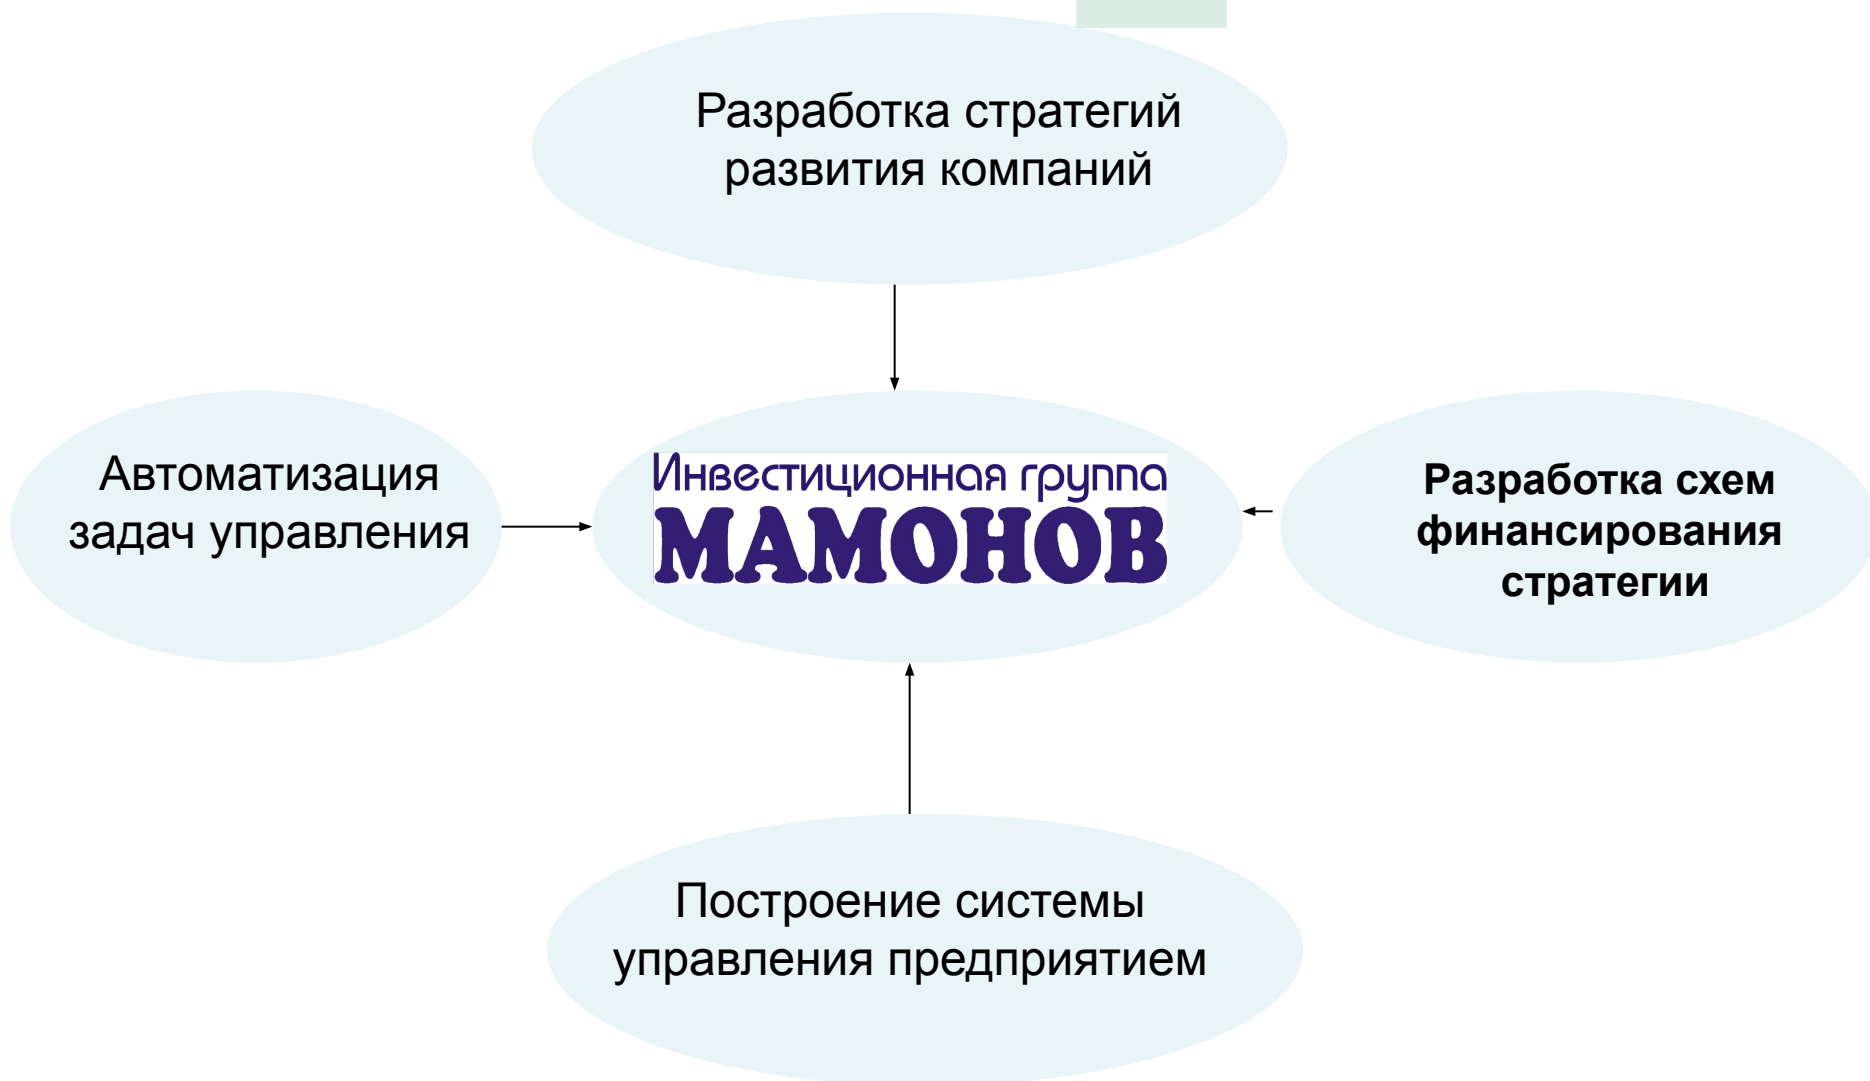 Разработка стратегий
развития компаний
Автоматизация
задач управления
Инвестиционная группа
МАМОНОВ
Разработка схем
финансирования
стратегии
Построение системы
управления предприятием